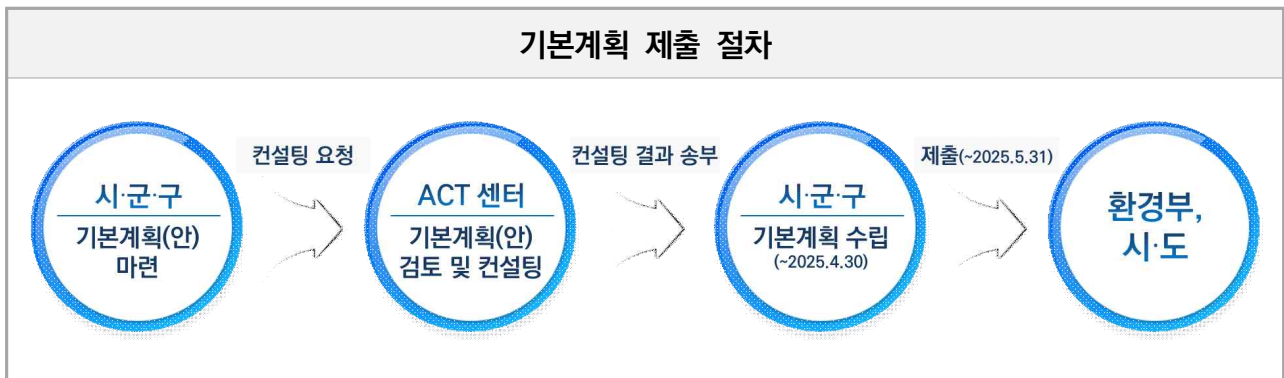 기본계획 제출 절차
시·군·구
기본계획(안)
마련
컨설팅 요청
ACT 센터
기본계획(안)
검토 및 컨설팅
컨설팅 결과 송부
시·군·구
기본계획 수립
(~2025.4.30)
제출(~2025.5.31)
환경부,
시·도